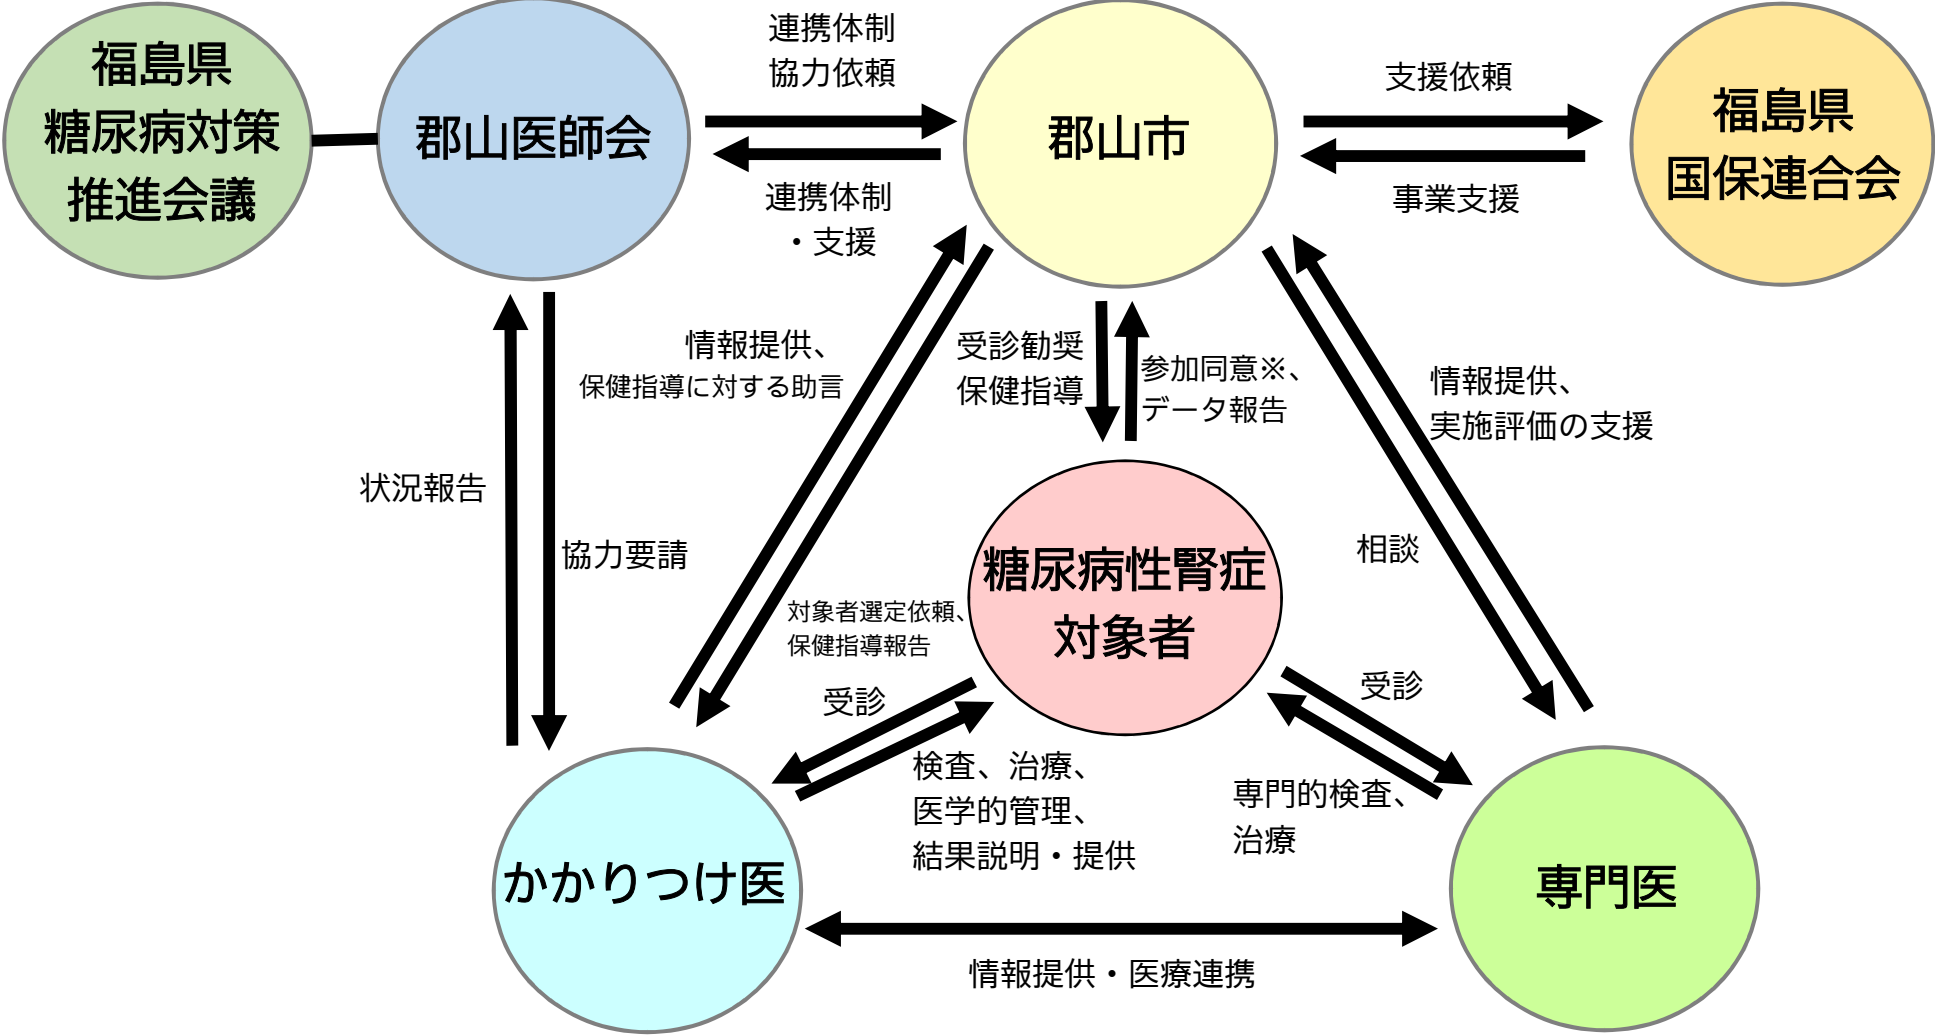 福島県
糖尿病対策
推進会議
郡山医師会
連携体制
協力依頼
連携体制
・支援
郡山市
支援依頼
事業支援
福島県
国保連合会
情報提供、
保健指導に対する助言
受診勧奨
保健指導
参加同意※、
データ報告
情報提供、
実施評価の支援
状況報告
協力要請
相談
糖尿病性腎症
対象者
対象者選定依頼、
保健指導報告
受診
受診
検査、治療、
医学的管理、
結果説明・提供
専門的検査、
治療
かかりつけ医
専門医
情報提供・医療連携